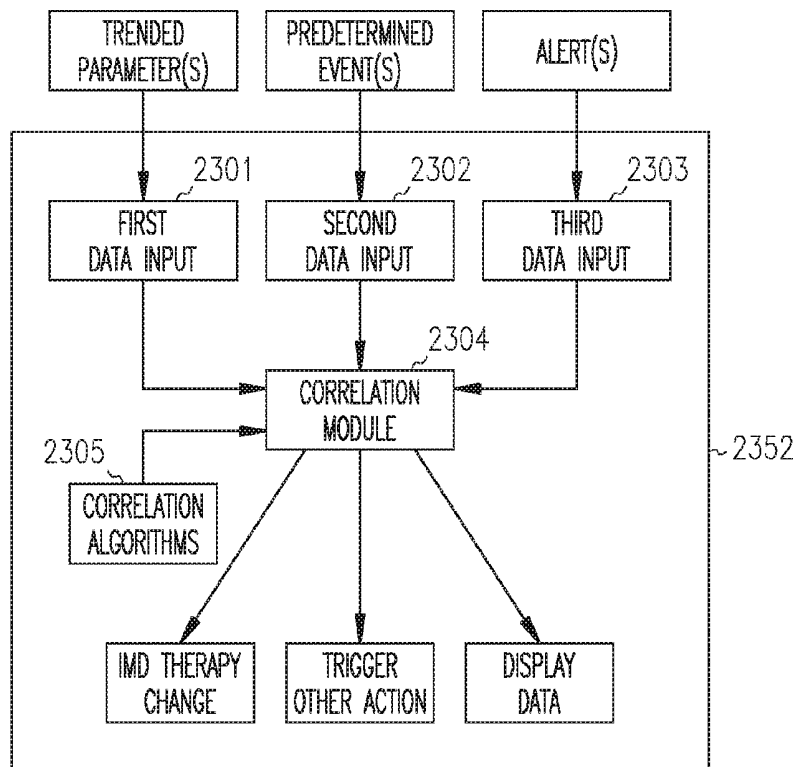 TRENDED
PARAMETER(S)
PREDETERMINED
EVENT(S)
ALERT(S)
2301
2302
2303
FIRST
DATA INPUT
SECOND
DATA INPUT
THIRD
DATA INPUT
2304
CORRELATION
MODULE
2305
2352
CORRELATION
ALGORITHMS
IMD THERAPY
CHANGE
TRIGGER
OTHER ACTION
DISPLAY
DATA